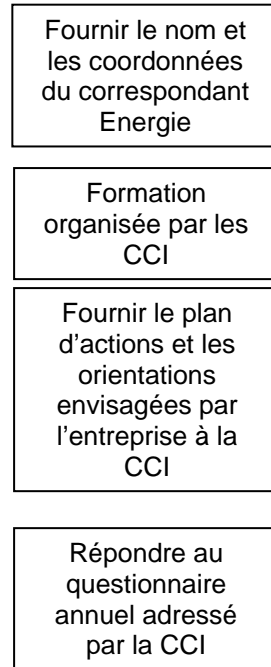 Fournir le nom et
les coordonnées
du correspondant
Energie
Formation
organisée par les
CCI
Fournir le plan
d'actions et les
orientations
envisagées par
l'entreprise à la
CCI
Répondre au
questionnaire
annuel adressé
par la CCI